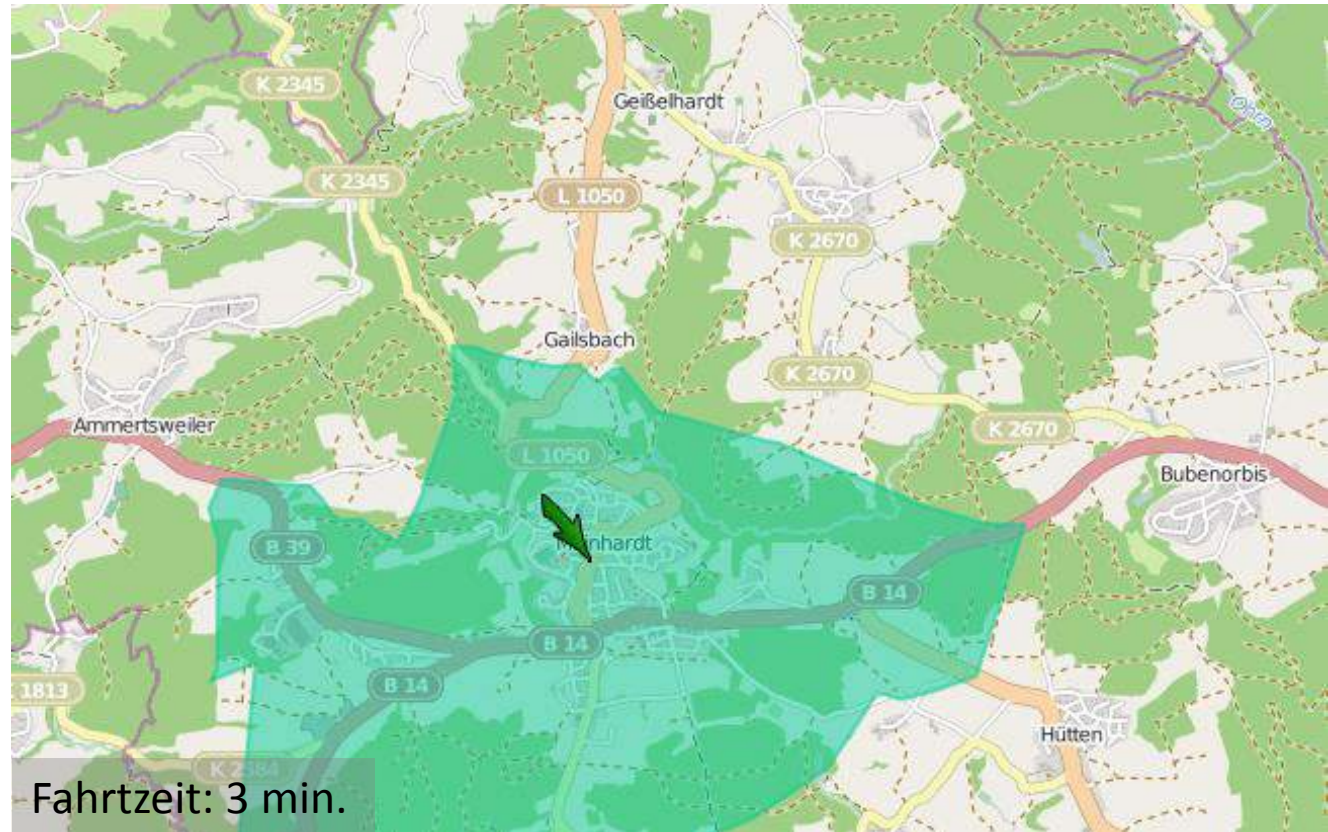 K 2345
Geißelhardt
Ohrn
K 2345
L 1050
K 2670
Gailsbach
K 2670
Ammertsweiler
K 2670
L 1050
Bubenorbis
B 39
B 14
B 14
1813
B 14
Hütten
Fahrtzeit: 3 min.